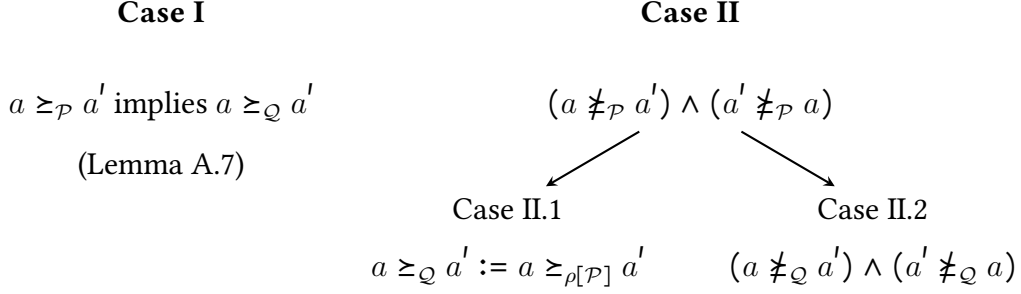 Case I
Case II
a ⪰_𝒫 a′ implies a ⪰_𝒬 a′
(a ⋡_𝒫 a′) ∧ (a′ ⋡_𝒫 a)
(Lemma A.7)
Case II.1
Case II.2
a ⪰_𝒬 a′ := a ⪰_ρ[𝒫] a′
(a ⋡_𝒬 a′) ∧ (a′ ⋡_𝒬 a)